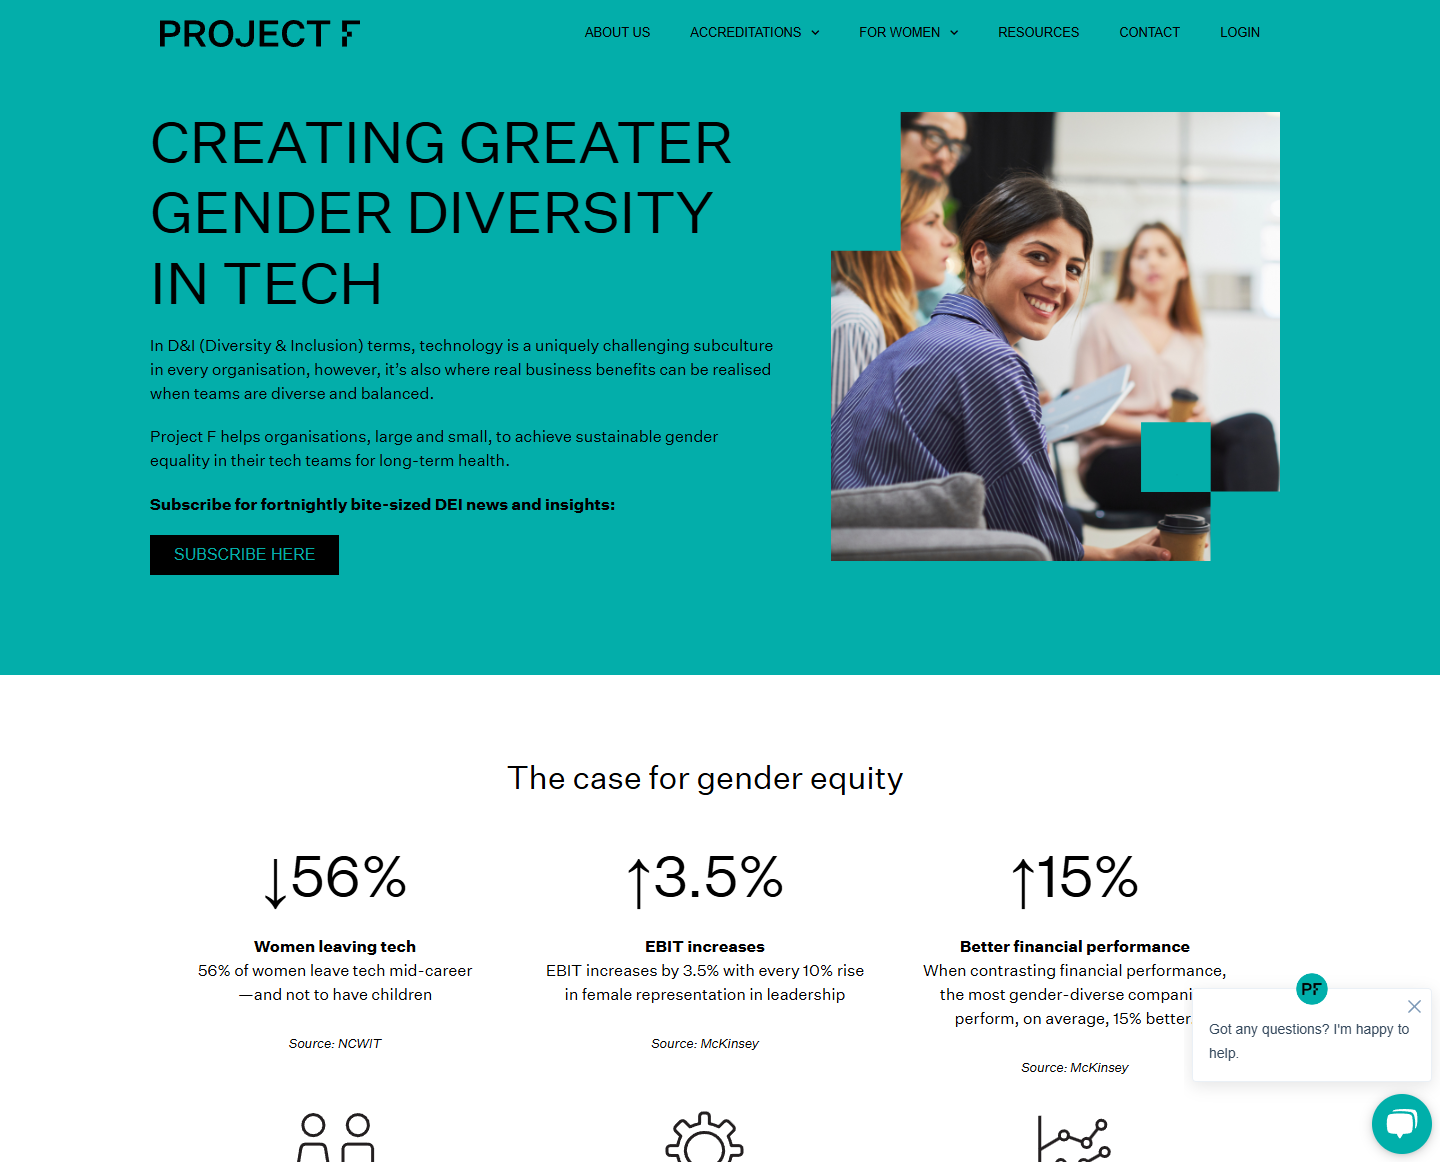 PROJECT F
ABOUT US
ACCREDITATIONS
FOR WOMEN
RESOURCES
CONTACT
LOGIN
CREATING GREATER
GENDER DIVERSITY
IN TECH
In D&I (Diversity & Inclusion) terms, technology is a uniquely challenging subculture
in every organisation, however, it’s also where real business benefits can be realised
when teams are diverse and balanced.
Project F helps organisations, large and small, to achieve sustainable gender
equality in their tech teams for long-term health.
Subscribe for fortnightly bite-sized DEI news and insights:
SUBSCRIBE HERE
The case for gender equity
↓56%
Women leaving tech
56% of women leave tech mid-career
—and not to have children
Source: NCWIT
↑3.5%
EBIT increases
EBIT increases by 3.5% with every 10% rise
in female representation in leadership
Source: McKinsey
↑15%
Better financial performance
When contrasting financial performance,
the most gender-diverse compani
perform, on average, 15% better.
Source: McKinsey
PF
Got any questions? I'm happy to
help.